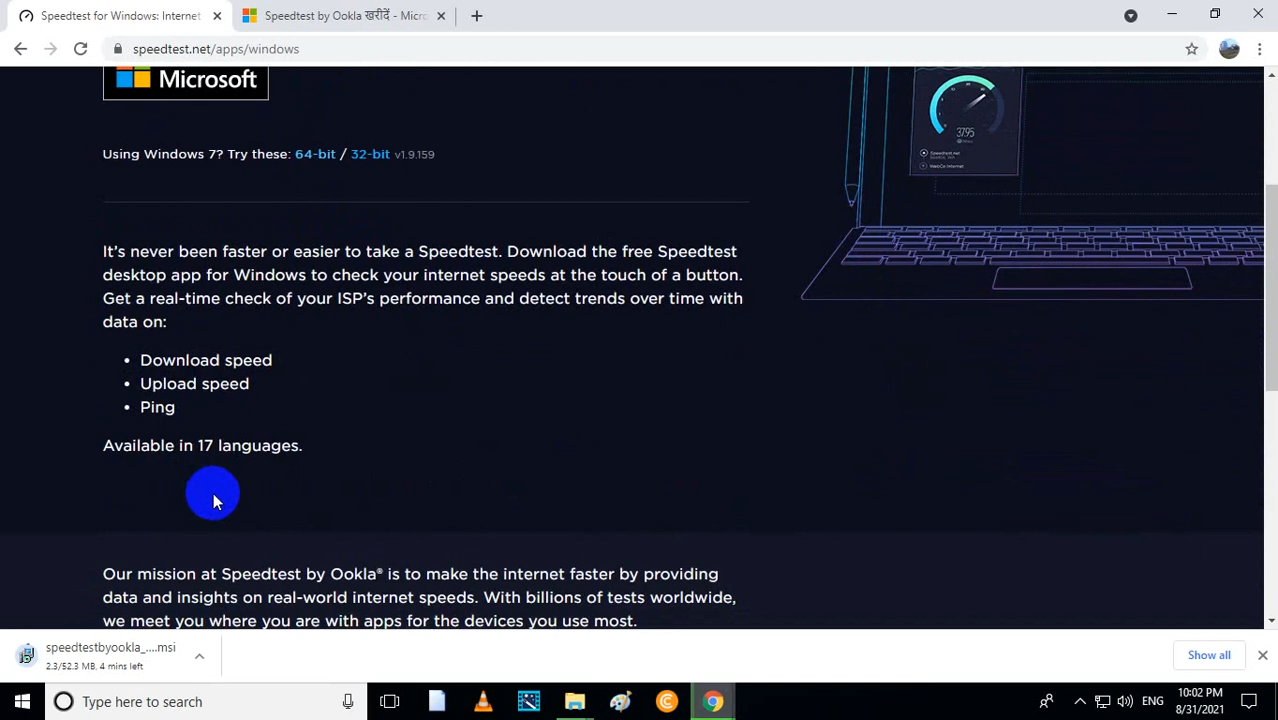 Speedtest for Windows: Internet
Speedtest by Ookla खरीदें - Micro
speedtest.net/apps/windows
Microsoft
3795
Speedtest.net
WebCo Internet
Using Windows 7? Try these: 64-bit / 32-bit v1.9.159
It's never been faster or easier to take a Speedtest. Download the free Speedtest
desktop app for Windows to check your internet speeds at the touch of a button.
Get a real-time check of your ISP's performance and detect trends over time with
data on:
• Download speed
• Upload speed
• Ping
Available in 17 languages.
Our mission at Speedtest by Ookla® is to make the internet faster by providing
data and insights on real-world internet speeds. With billions of tests worldwide,
we meet you where you are with apps for the devices you use most.
speedtestbyookla_....msi
2.3/52.3 MB, 4 mins left
Show all
Type here to search
ENG
10:02 PM
8/31/2021